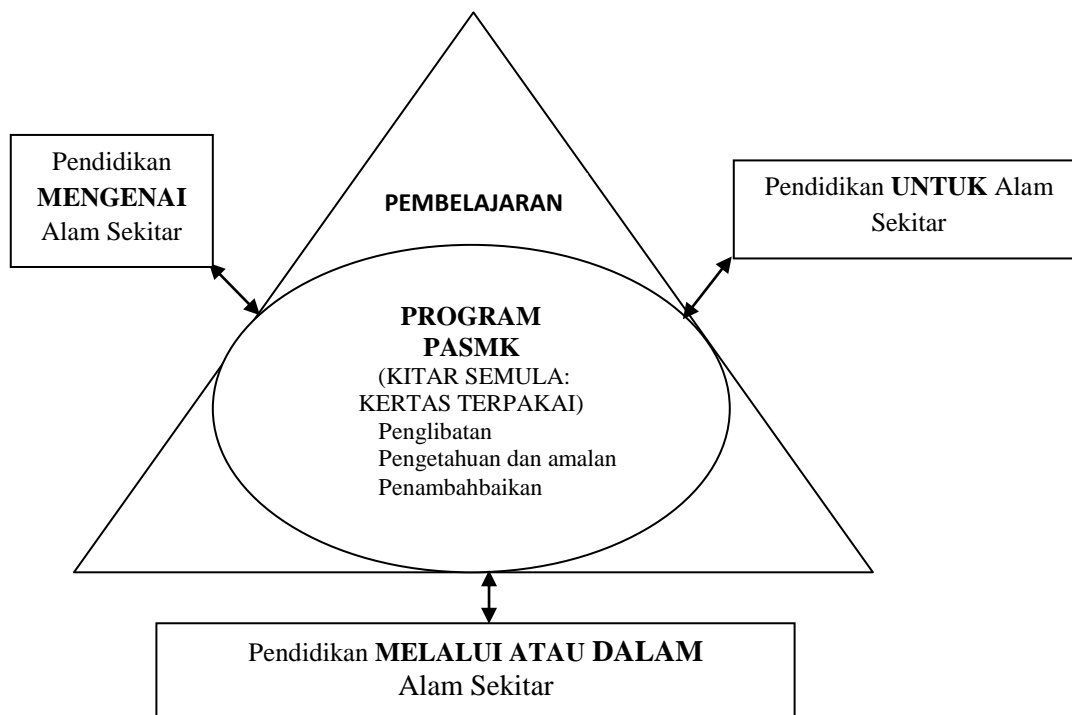 Pendidikan
MENGENAI
Alam Sekitar
PEMBELAJARAN
Pendidikan UNTUK Alam
Sekitar
PROGRAM
PASMK
(KITAR SEMULA:
KERTAS TERPAKAI)
Penglibatan
Pengetahuan dan amalan
Penambahbaikan
Pendidikan MELALUI ATAU DALAM
Alam Sekitar